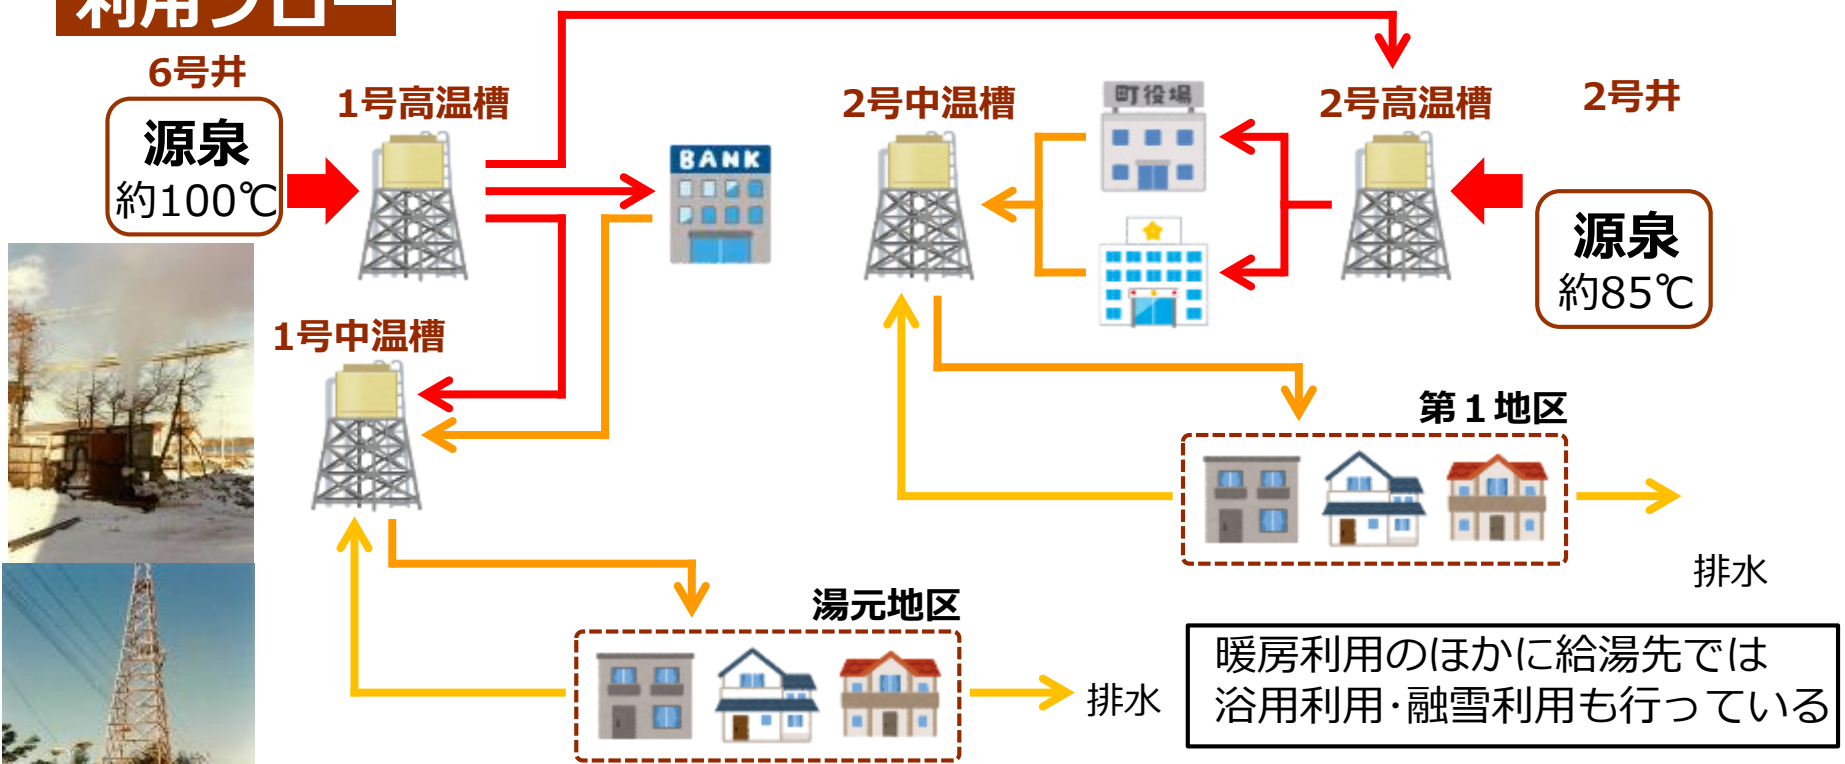 利用フロー
6号井
源泉
約100℃
1号高温槽
BANK
1号中温槽
2号中温槽
町役場
2号高温槽
2号井
源泉
約85℃
第１地区
排水
湯元地区
排水
暖房利用のほかに給湯先では
浴用利用･融雪利用も行っている